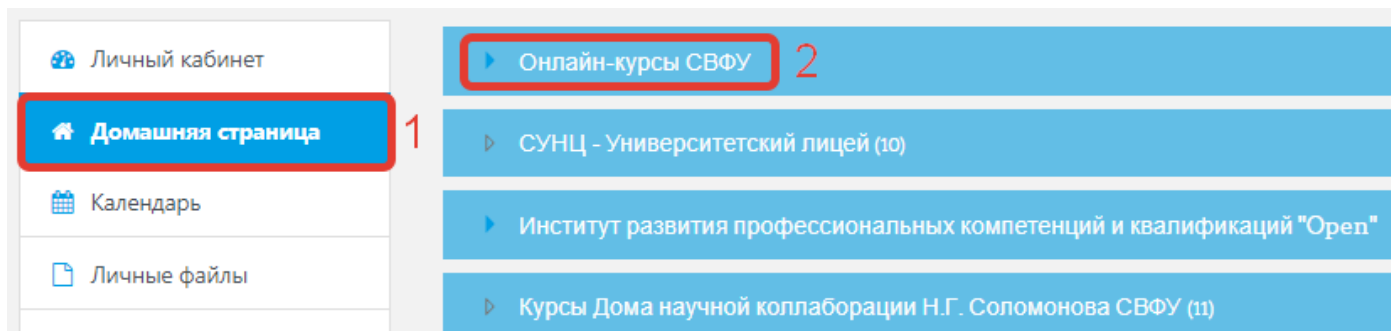 Личный кабинет
Домашняя страница
1
Календарь
Личные файлы
Онлайн-курсы СВФУ
2
СУНЦ - Университетский лицей (10)
Институт развития профессиональных компетенций и квалификаций "Open"
Курсы Дома научной коллаборации Н.Г. Соломонова СВФУ (11)